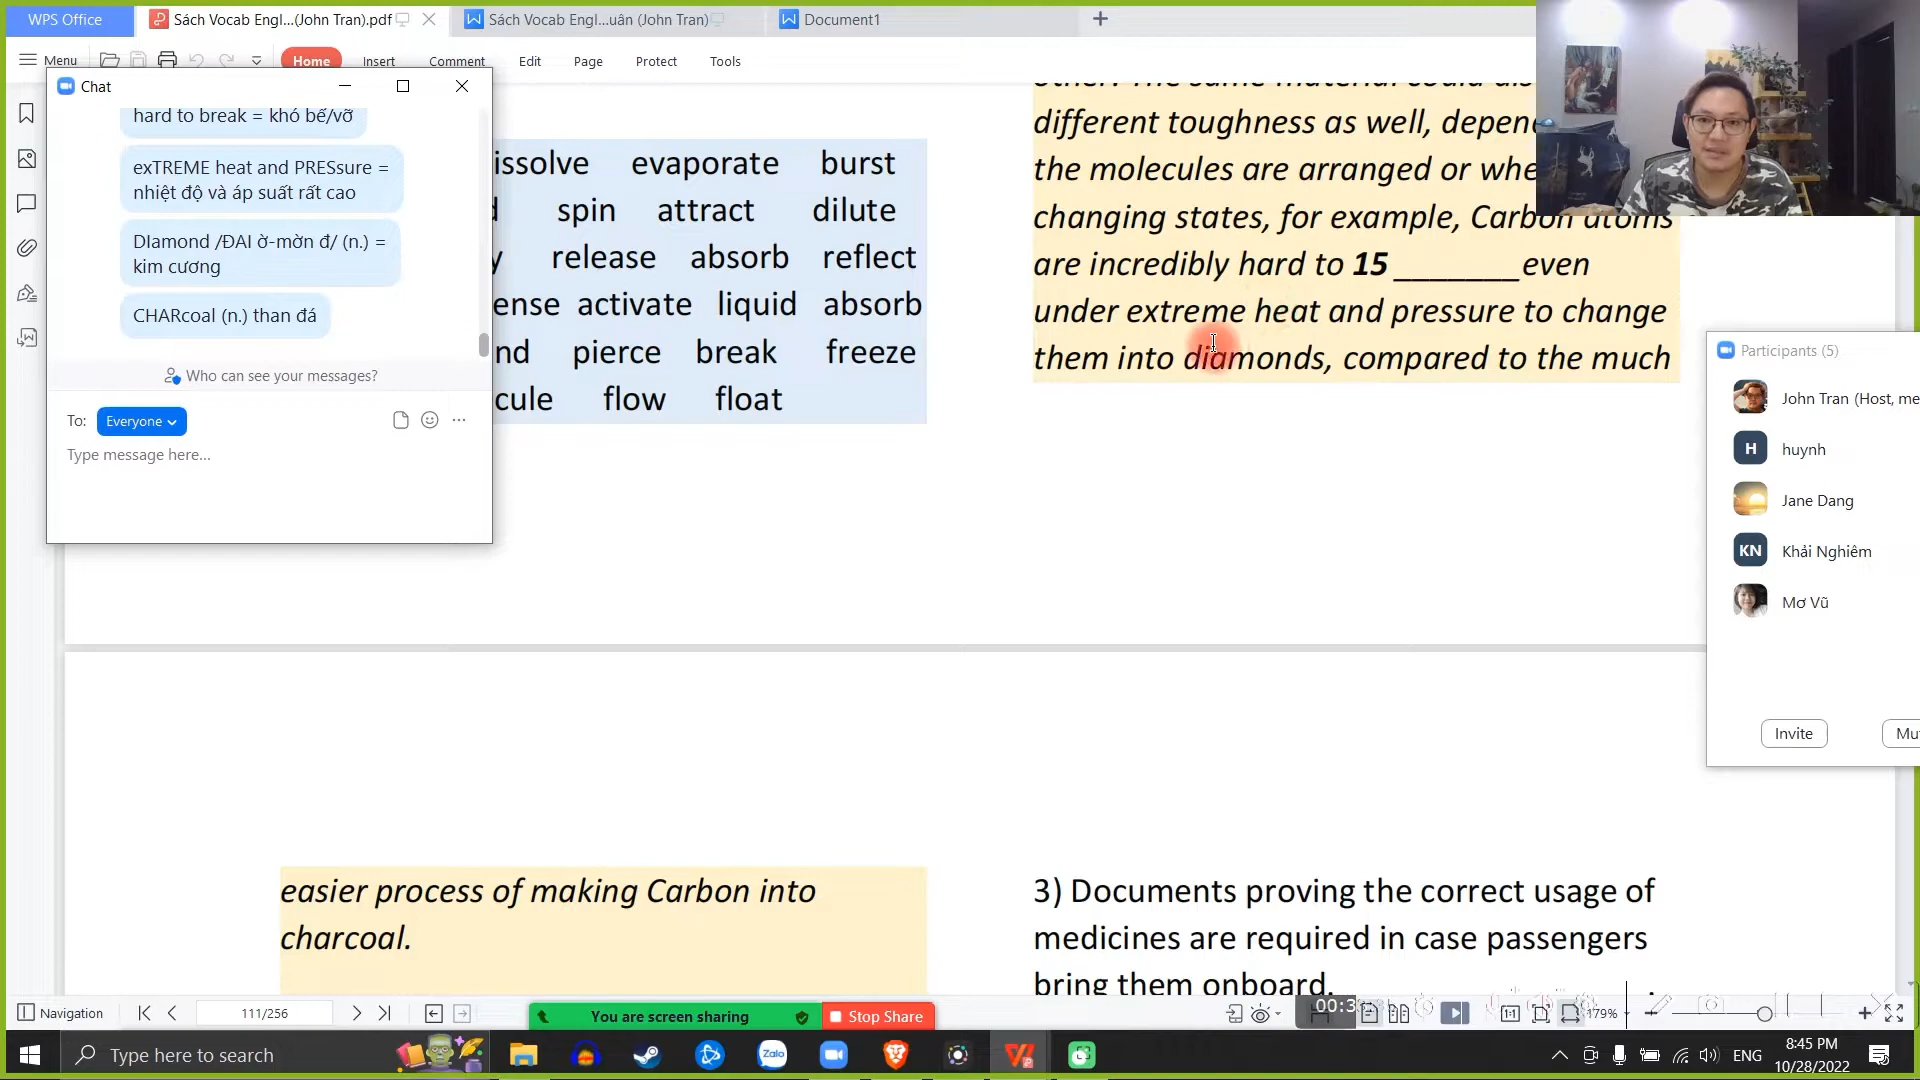 WPS Office
Sách Vocab Engl...(John Tran).pdf
Sách Vocab Engl...uân (John Tran)
Document1
Menu
Home
Insert
Comment
Edit
Page
Protect
Tools
Chat
hard to break = khó bế/vỡ
exTREME heat and PRESsure =
nhiệt độ và áp suất rất cao
DIamond /ĐAI ờ-mờn đ/ (n.) =
kim cương
CHARcoal (n.) than đá
Who can see your messages?
To: Everyone
Type message here...
issolve evaporate burst
spin attract dilute
y release absorb reflect
ense activate liquid absorb
nd pierce break freeze
cule flow float
different toughness as well, depen
the molecules are arranged or whe
changing states, for example, Carbon atoms
are incredibly hard to 15 _______even
under extreme heat and pressure to change
them into diamonds, compared to the much
Participants (5)
John Tran (Host, me
H
huynh
Jane Dang
KN
Khải Nghiêm
Mơ Vũ
Invite
Mu
easier process of making Carbon into
charcoal.
3) Documents proving the correct usage of
medicines are required in case passengers
bring them onboard.
Navigation
111/256
You are screen sharing
Stop Share
00:3
1:1
179%
Type here to search
Zalo
ENG
8:45 PM
10/28/2022